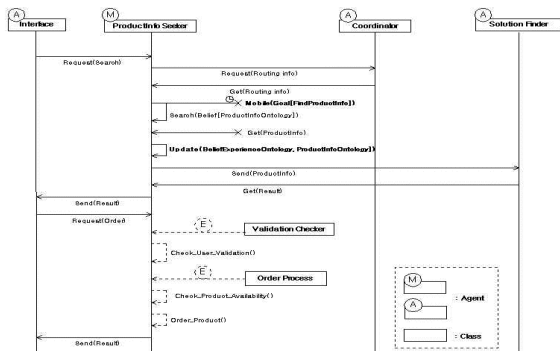 A
M
A
A
Interface
ProductInfo Seeker
Coordinator
Solution Finder
Request(Search)
Request(Routing info)
Get(Routing info)
Mobile(Goal[FindProductInfo])
Search(Belief[ProductInfoOntology])
Get(ProductInfo)
Update(BeliefExperienceOntology, ProductInfoOntology])
Send(ProductInfo)
Get(Result)
Send(Result)
Request(Order)
E
Validation Checker
Check_User_Validation()
E
Order Process
Check_Product_Availability()
Order_Product()
Send(Result)
M
: Agent
A
: Class